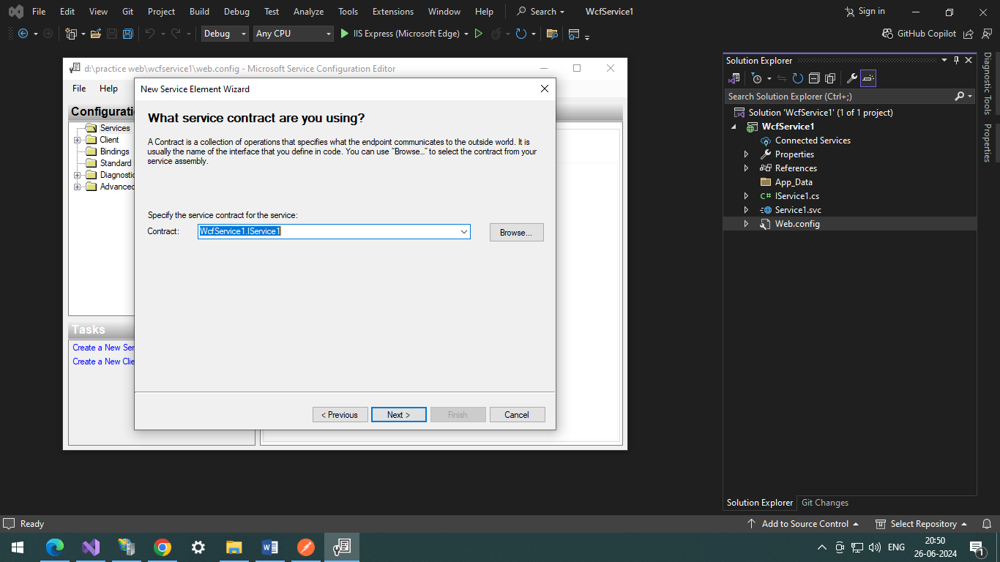 File Edit View Git Project Build Debug Test Analyze Tools Extensions Window Help Search WcfService1 Sign in
Debug Any CPU IIS Express (Microsoft Edge) GitHub Copilot
d:\practice web\wcfservice1\web.config - Microsoft Service Configuration Editor
File Help
Configurati
Services
Client
Bindings
Standard
Diagnostic
Advanced
Tasks
Create a New Ser
Create a New Clie
New Service Element Wizard
What service contract are you using?
A Contract is a collection of operations that specifies what the endpoint communicates to the outside world. It is
usually the name of the interface that you define in code. You can use "Browse..." to select the contract from your
service assembly.
Specify the service contract for the service:
Contract: WcfService1.IService1 Browse...
< Previous Next > Finish Cancel
Solution Explorer
Search Solution Explorer (Ctrl+;)
Solution 'WcfService1' (1 of 1 project)
WcfService1
Connected Services
Properties
References
App_Data
C# IService1.cs
Service1.svc
Web.config
Solution Explorer Git Changes
Diagnostic Tools
Properties
Ready Add to Source Control Select Repository
ENG
20:50
26-06-2024
1